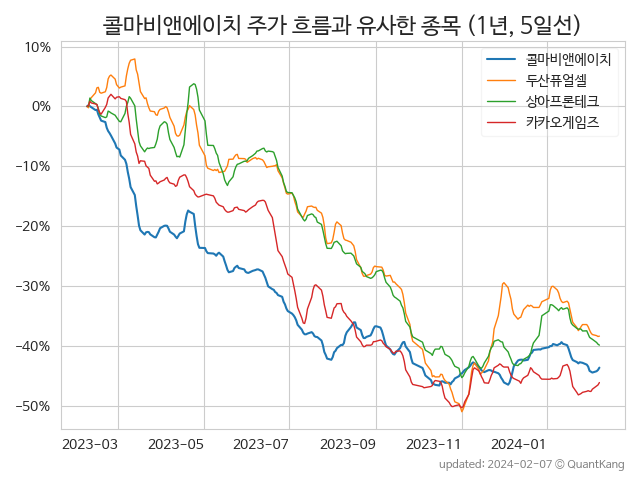 콜마비앤에이치 주가 흐름과 유사한 종목 (1년, 5일선)
콜마비앤에이치
두산퓨얼셀
상아프론테크
카카오게임즈
10%
0%
−10%
−20%
−30%
−40%
−50%
2023-03 2023-05 2023-07 2023-09 2023-11 2024-01
updated: 2024-02-07 © QuantKang